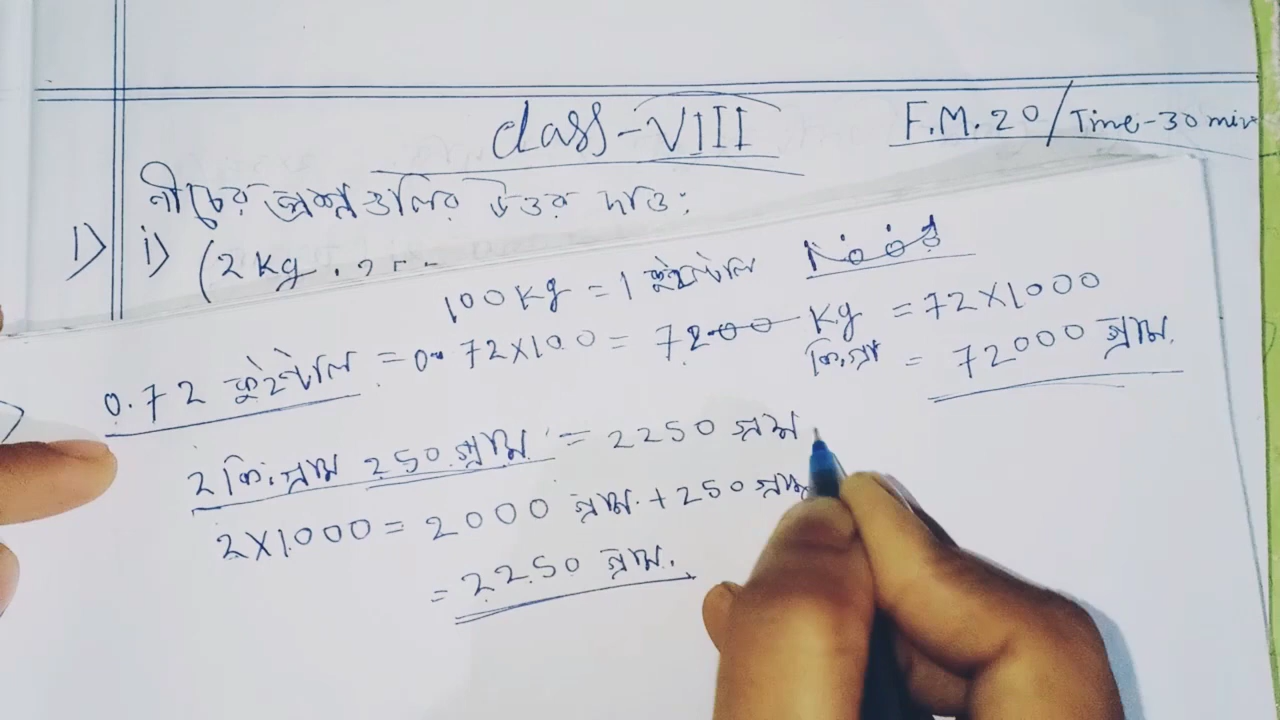 class-VIII
F.M.20/Time-30 min
নীচের প্রশ্নগুলির উত্তর দাও:
1) i) (2 kg.
100 kg = 1 কুইন্টাল
0.72 কুইন্টাল = 0.72×100 = 7200 kg = 72×1000
কি.গ্রা = 72000 গ্রাম.
2 কি.গ্রাম 250 গ্রাম = 2250 গ্রাম
2×1000 = 2000 গ্রাম.+250 গ্রাম
= 2250 গ্রাম.